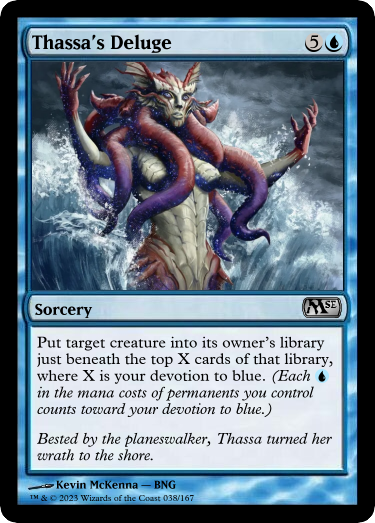 Thassa's Deluge 5
Sorcery M SE
Put target creature into its owner's library
just beneath the top X cards of that library,
where X is your devotion to blue. (Each
in the mana costs of permanents you control
counts toward your devotion to blue.)
Bested by the planeswalker, Thassa turned her
wrath to the shore.
Kevin McKenna — BNG
™ & © 2023 Wizards of the Coast 038/167